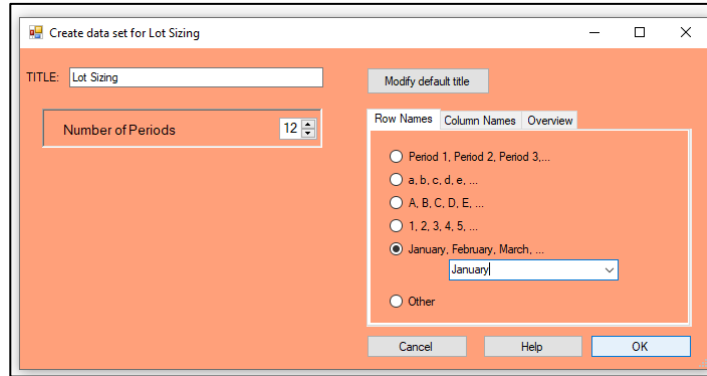 Create data set for Lot Sizing
TITLE: Lot Sizing
Modify default title
Number of Periods 12
Row Names Column Names Overview
Period 1, Period 2, Period 3,...
a, b, c, d, e, ...
A, B, C, D, E, ...
1, 2, 3, 4, 5, ...
January, February, March, ...
January
Other
Cancel Help OK